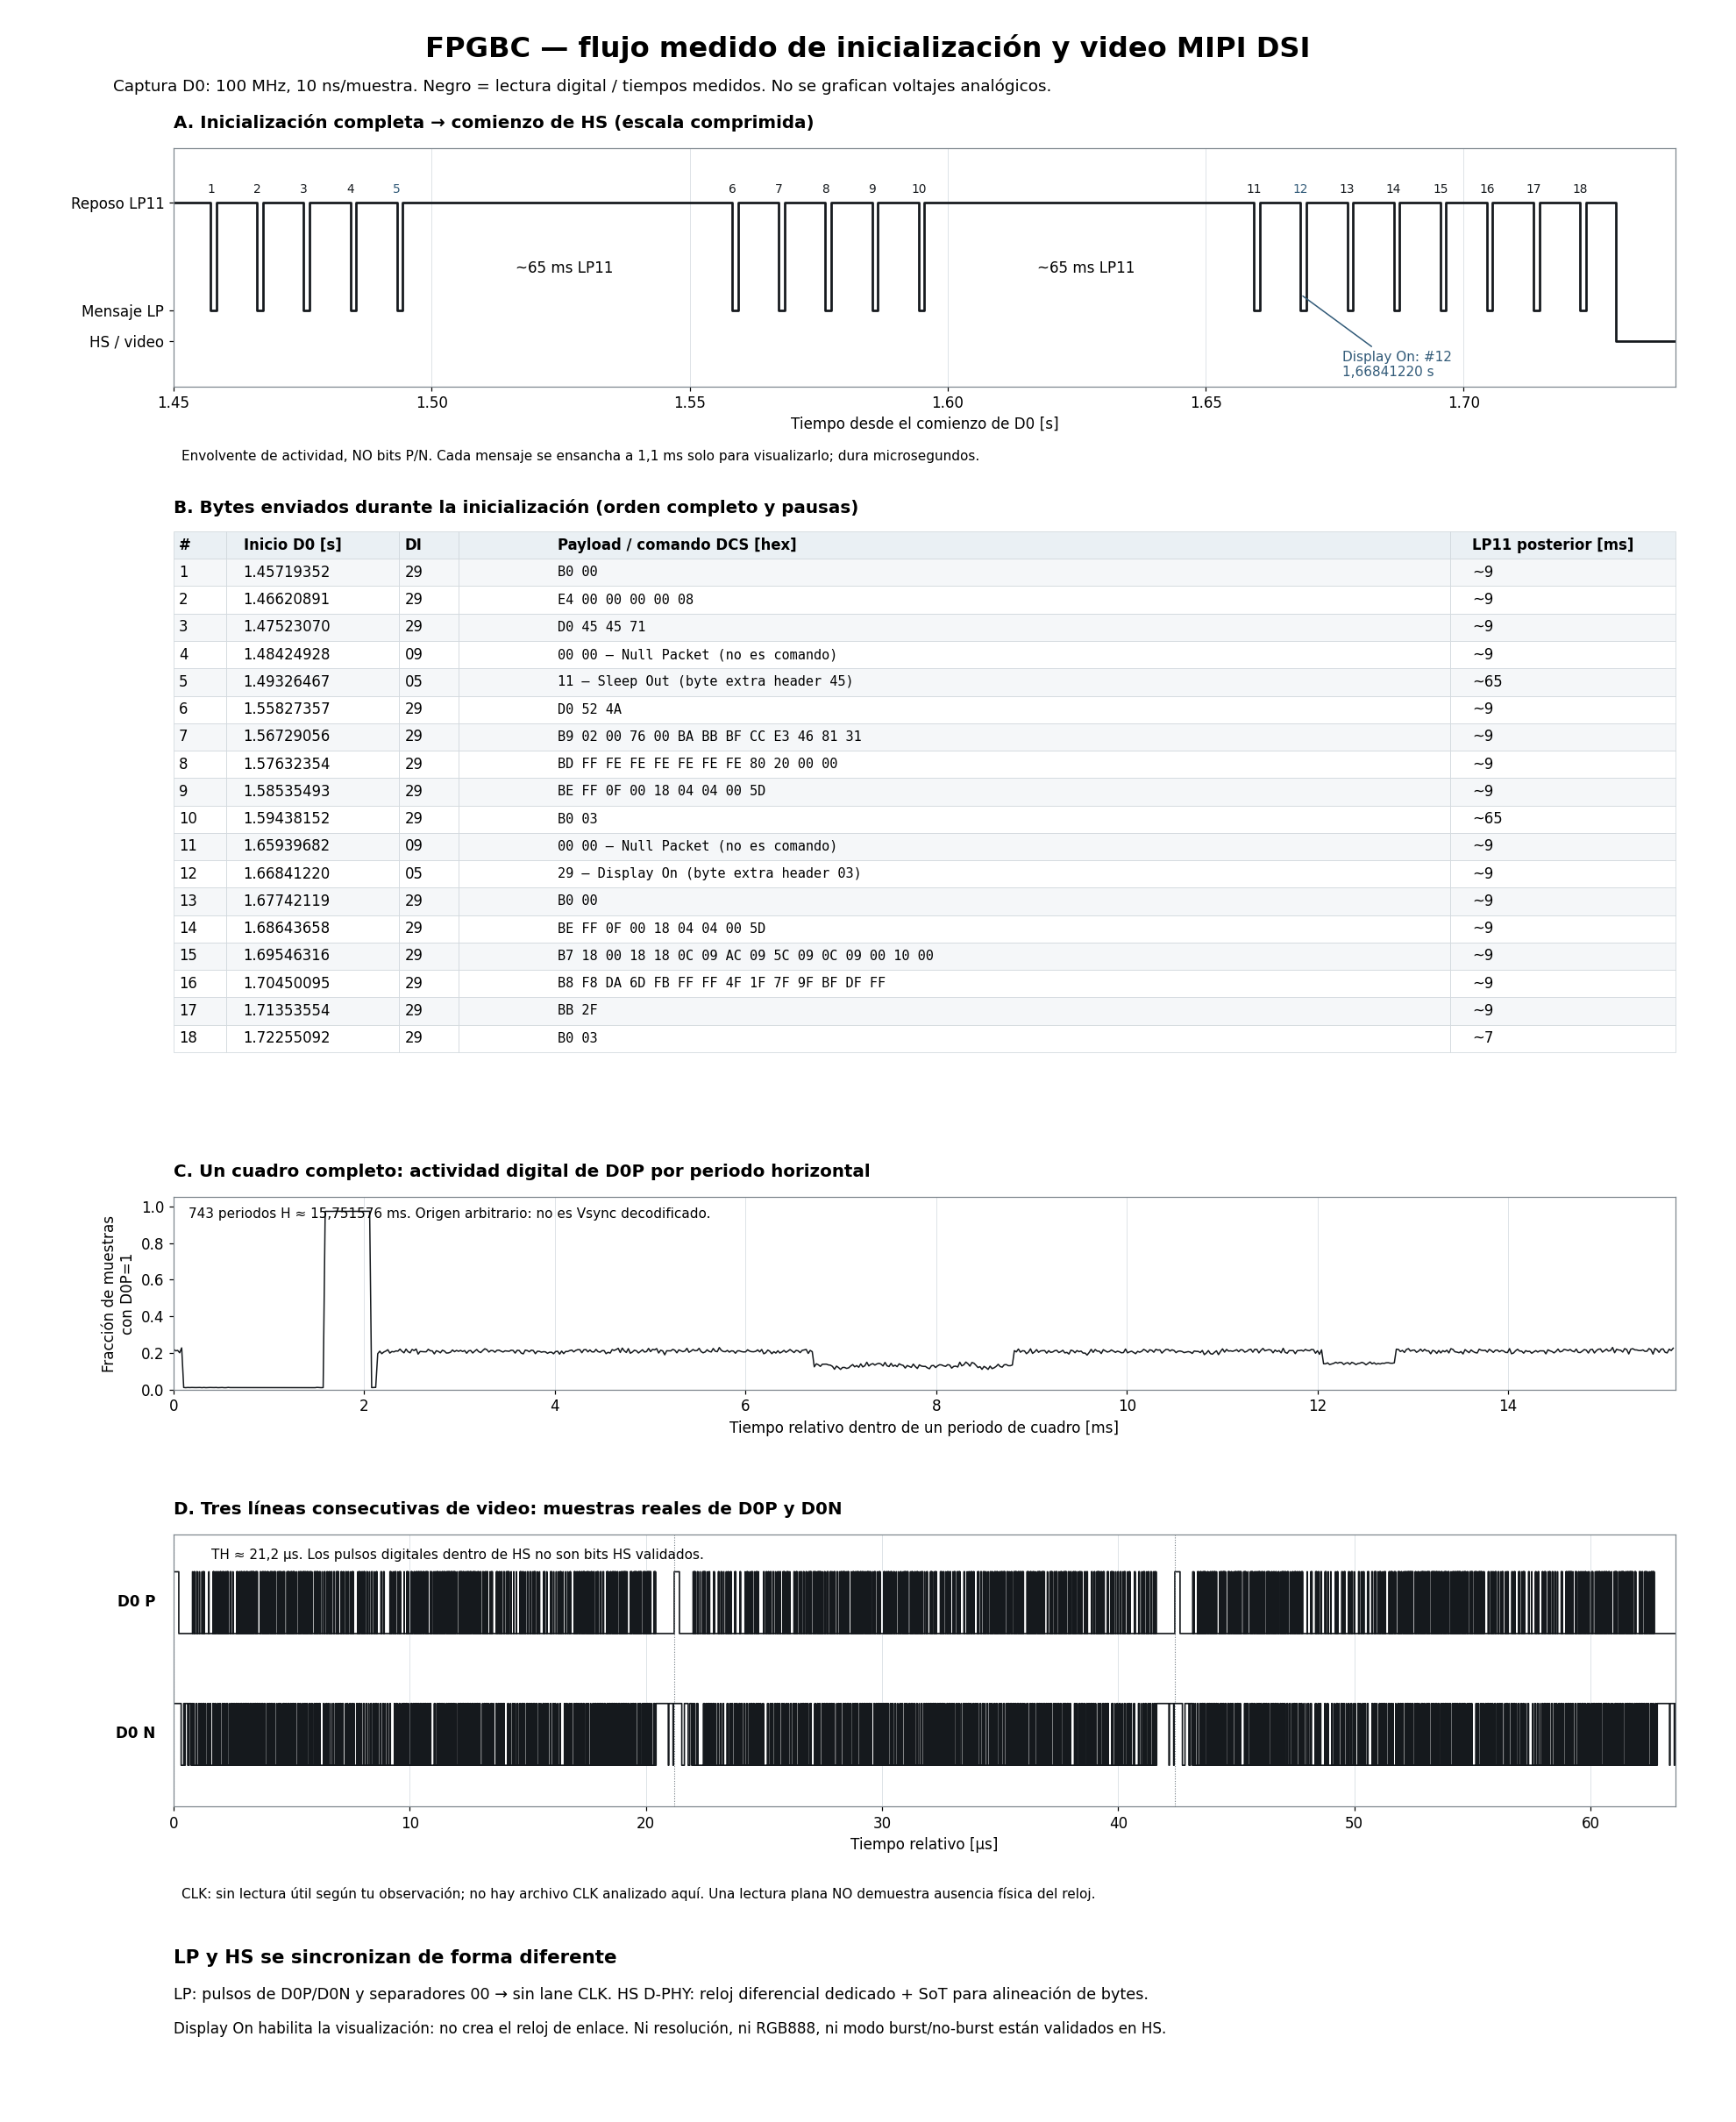 FPGBC — flujo medido de inicialización y video MIPI DSI
Captura D0: 100 MHz, 10 ns/muestra. Negro = lectura digital / tiempos medidos. No se grafican voltajes analógicos.
A. Inicialización completa → comienzo de HS (escala comprimida)
1 2 3 4 5 6 7 8 9 10 11 12 13 14 15 16 17 18
Reposo LP11
~65 ms LP11 ~65 ms LP11
Mensaje LP
HS / video
Display On: #12
1,66841220 s
1.45 1.50 1.55 1.60 1.65 1.70
Tiempo desde el comienzo de D0 [s]
Envolvente de actividad, NO bits P/N. Cada mensaje se ensancha a 1,1 ms solo para visualizarlo; dura microsegundos.
B. Bytes enviados durante la inicialización (orden completo y pausas)
# Inicio D0 [s] DI Payload / comando DCS [hex] LP11 posterior [ms]
1 1.45719352 29 B0 00 ~9
2 1.46620891 29 E4 00 00 00 00 08 ~9
3 1.47523070 29 D0 45 45 71 ~9
4 1.48424928 09 00 00 — Null Packet (no es comando) ~9
5 1.49326467 05 11 — Sleep Out (byte extra header 45) ~65
6 1.55827357 29 D0 52 4A ~9
7 1.56729056 29 B9 02 00 76 00 BA BB BF CC E3 46 81 31 ~9
8 1.57632354 29 BD FF FE FE FE FE FE FE 80 20 00 00 ~9
9 1.58535493 29 BE FF 0F 00 18 04 04 00 5D ~9
10 1.59438152 29 B0 03 ~65
11 1.65939682 09 00 00 — Null Packet (no es comando) ~9
12 1.66841220 05 29 — Display On (byte extra header 03) ~9
13 1.67742119 29 B0 00 ~9
14 1.68643658 29 BE FF 0F 00 18 04 04 00 5D ~9
15 1.69546316 29 B7 18 00 18 18 0C 09 AC 09 5C 09 0C 09 00 10 00 ~9
16 1.70450095 29 B8 F8 DA 6D FB FF FF 4F 1F 7F 9F BF DF FF ~9
17 1.71353554 29 BB 2F ~9
18 1.72255092 29 B0 03 ~7
C. Un cuadro completo: actividad digital de D0P por periodo horizontal
743 periodos H ≈ 15,751576 ms. Origen arbitrario: no es Vsync decodificado.
Fracción de muestras
con D0P=1
1.0
0.8
0.6
0.4
0.2
0.0
0 2 4 6 8 10 12 14
Tiempo relativo dentro de un periodo de cuadro [ms]
D. Tres líneas consecutivas de video: muestras reales de D0P y D0N
TH ≈ 21,2 µs. Los pulsos digitales dentro de HS no son bits HS validados.
D0 P
D0 N
0 10 20 30 40 50 60
Tiempo relativo [µs]
CLK: sin lectura útil según tu observación; no hay archivo CLK analizado aquí. Una lectura plana NO demuestra ausencia física del reloj.
LP y HS se sincronizan de forma diferente
LP: pulsos de D0P/D0N y separadores 00 → sin lane CLK. HS D-PHY: reloj diferencial dedicado + SoT para alineación de bytes.
Display On habilita la visualización: no crea el reloj de enlace. Ni resolución, ni RGB888, ni modo burst/no-burst están validados en HS.